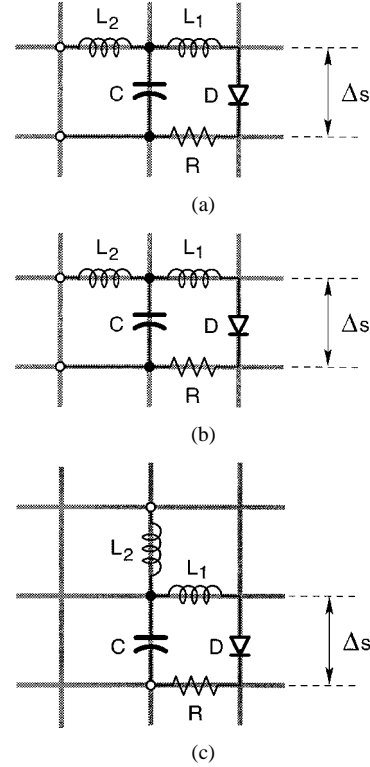 L2 L1
C D Δs
R
(a)
L2 L1
C D Δs
R
(b)
L2 L1
C D Δs
R
(c)